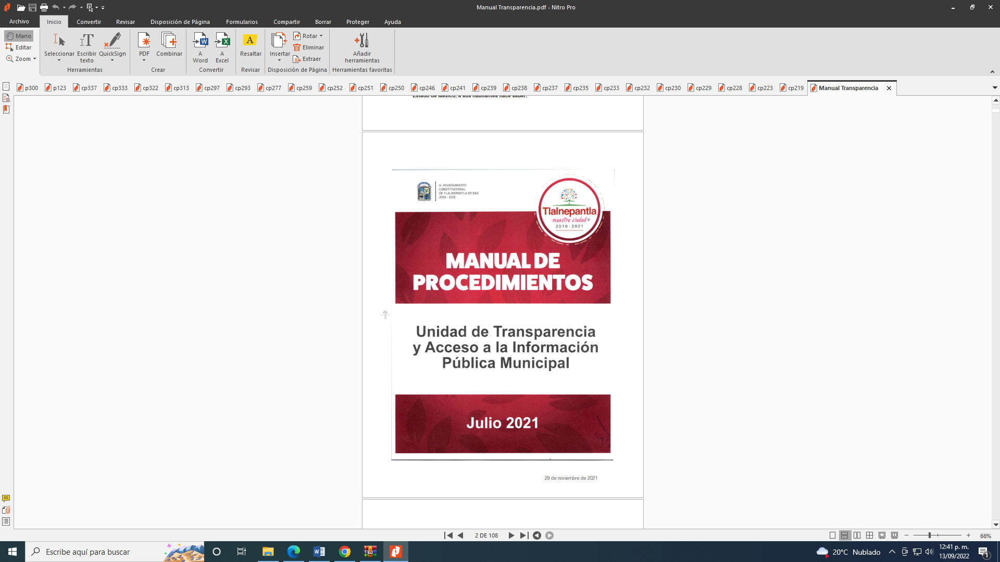 Manual Transparencia.pdf - Nitro Pro
Archivo Inicio Convertir Revisar Disposición de Página Formularios Compartir Borrar Proteger Ayuda
Mano
Editar
Zoom
Seleccionar
Escribir texto
QuickSign
Herramientas
PDF
Combinar
Crear
A Word
A Excel
Convertir
Resaltar
Revisar
Insertar
Rotar
Eliminar
Extraer
Disposición de Página
Añadir herramientas
Herramientas favoritas
p300 p123 cp337 cp333 cp322 cp313 cp297 cp293 cp277 cp259 cp252 cp251 cp250 cp246 cp241 cp239 cp238 cp237 cp235 cp233 cp232 cp230 cp229 cp228 cp223 cp219 Manual Transparencia
Estado de México, a sus habitantes hace saber:
H. AYUNTAMIENTO
CONSTITUCIONAL
DE TLALNEPANTLA DE BAZ
2019 - 2021
Tlalnepantla
nuestra ciudad®
2019 - 2021
MANUAL DE
PROCEDIMIENTOS
2
Unidad de Transparencia
y Acceso a la Información
Pública Municipal
Julio 2021
29 de noviembre de 2021
2 DE 108
66%
Escribe aquí para buscar
20°C Nublado
12:41 p. m.
13/09/2022
1